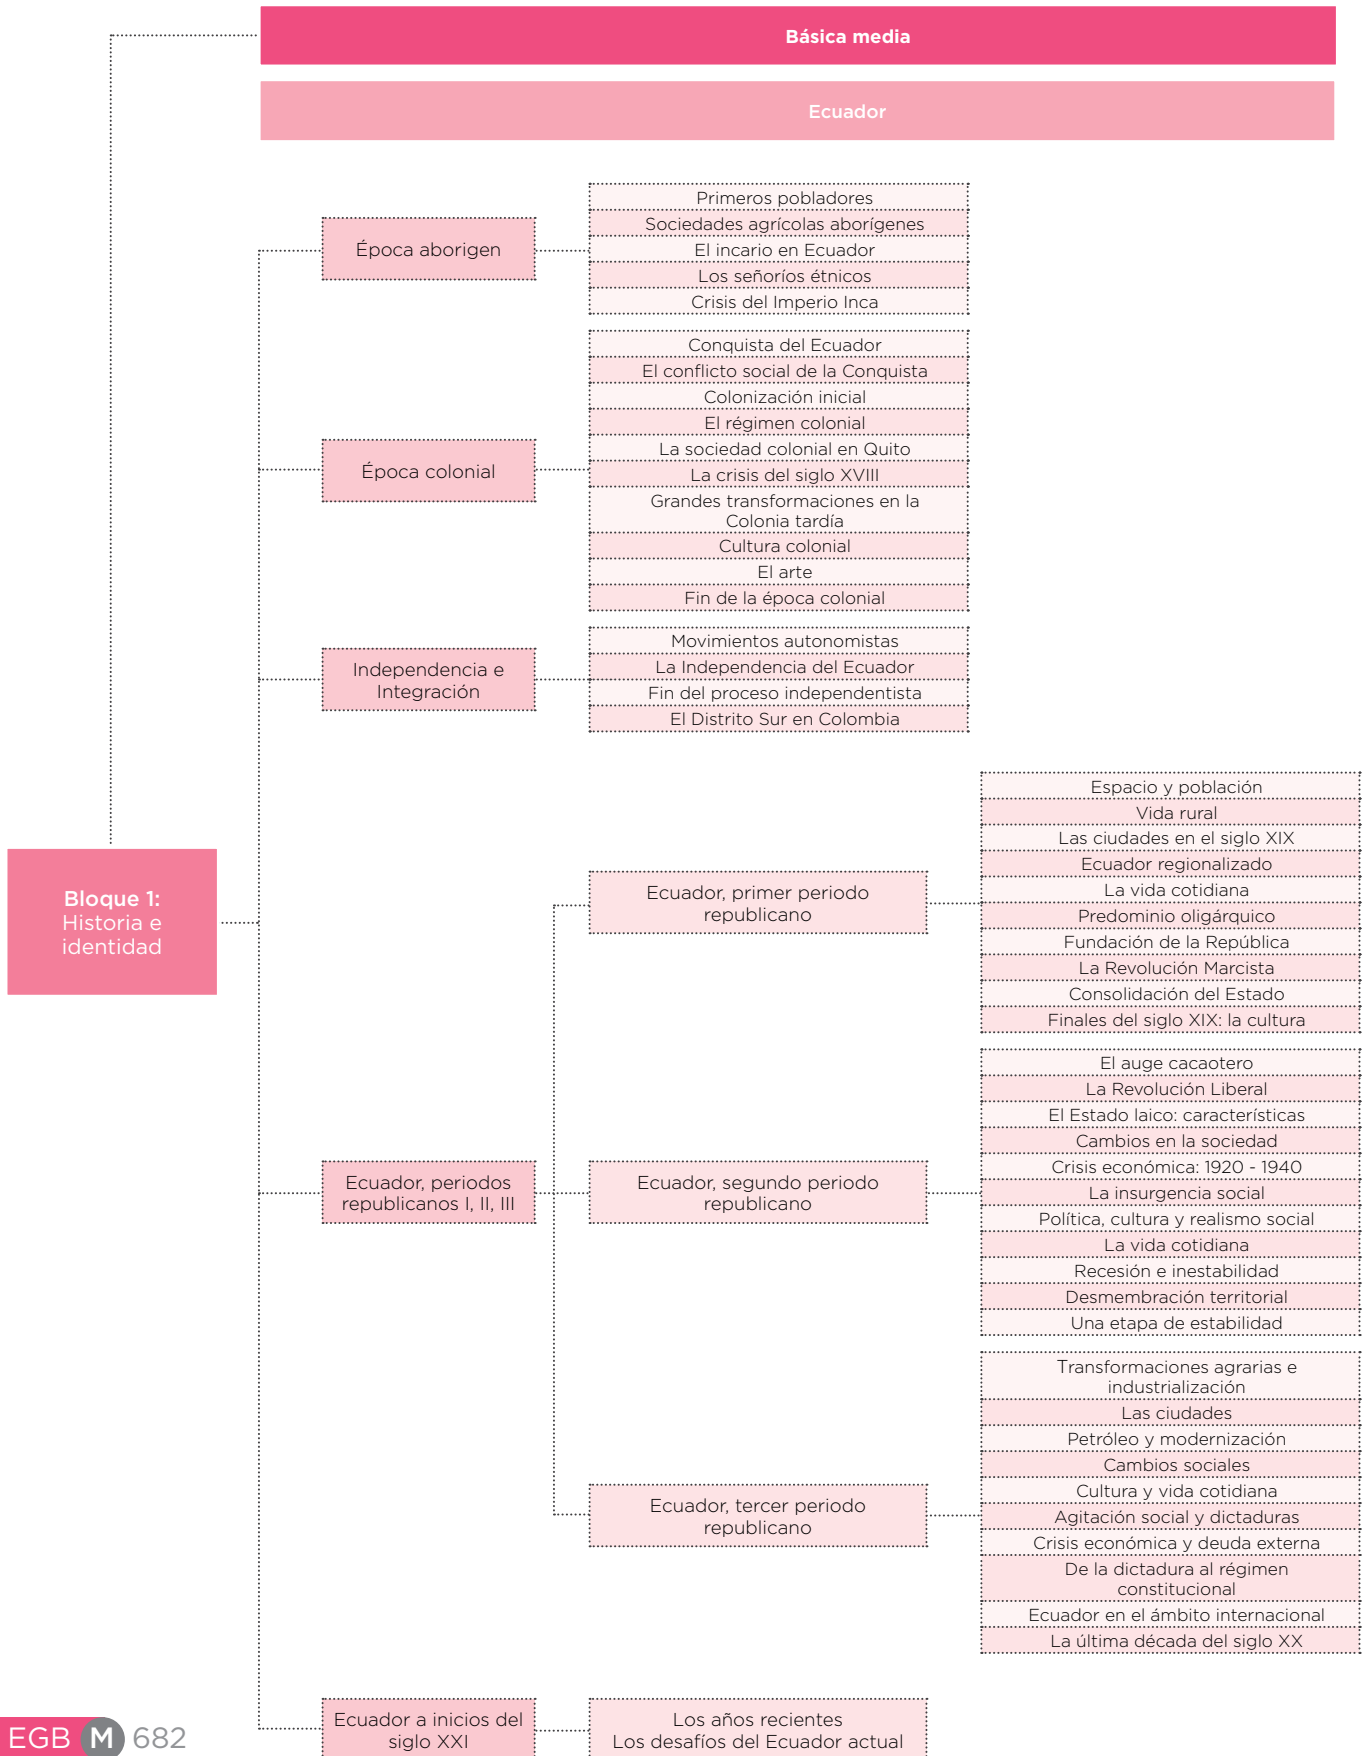 Básica media
Ecuador
Época aborigen
Primeros pobladores
Sociedades agrícolas aborígenes
El incario en Ecuador
Los señoríos étnicos
Crisis del Imperio Inca
Época colonial
Conquista del Ecuador
El conflicto social de la Conquista
Colonización inicial
El régimen colonial
La sociedad colonial en Quito
La crisis del siglo XVIII
Grandes transformaciones en la
Colonia tardía
Cultura colonial
El arte
Fin de la época colonial
Independencia e
Integración
Movimientos autonomistas
La Independencia del Ecuador
Fin del proceso independentista
El Distrito Sur en Colombia
Bloque 1:
Historia e
identidad
Ecuador, periodos
republicanos I, II, III
Ecuador, primer periodo
republicano
Espacio y población
Vida rural
Las ciudades en el siglo XIX
Ecuador regionalizado
La vida cotidiana
Predominio oligárquico
Fundación de la República
La Revolución Marcista
Consolidación del Estado
Finales del siglo XIX: la cultura
Ecuador, segundo periodo
republicano
El auge cacaotero
La Revolución Liberal
El Estado laico: características
Cambios en la sociedad
Crisis económica: 1920 - 1940
La insurgencia social
Política, cultura y realismo social
La vida cotidiana
Recesión e inestabilidad
Desmembración territorial
Una etapa de estabilidad
Ecuador, tercer periodo
republicano
Transformaciones agrarias e
industrialización
Las ciudades
Petróleo y modernización
Cambios sociales
Cultura y vida cotidiana
Agitación social y dictaduras
Crisis económica y deuda externa
De la dictadura al régimen
constitucional
Ecuador en el ámbito internacional
La última década del siglo XX
Ecuador a inicios del
siglo XXI
Los años recientes
Los desafíos del Ecuador actual
EGB M 682